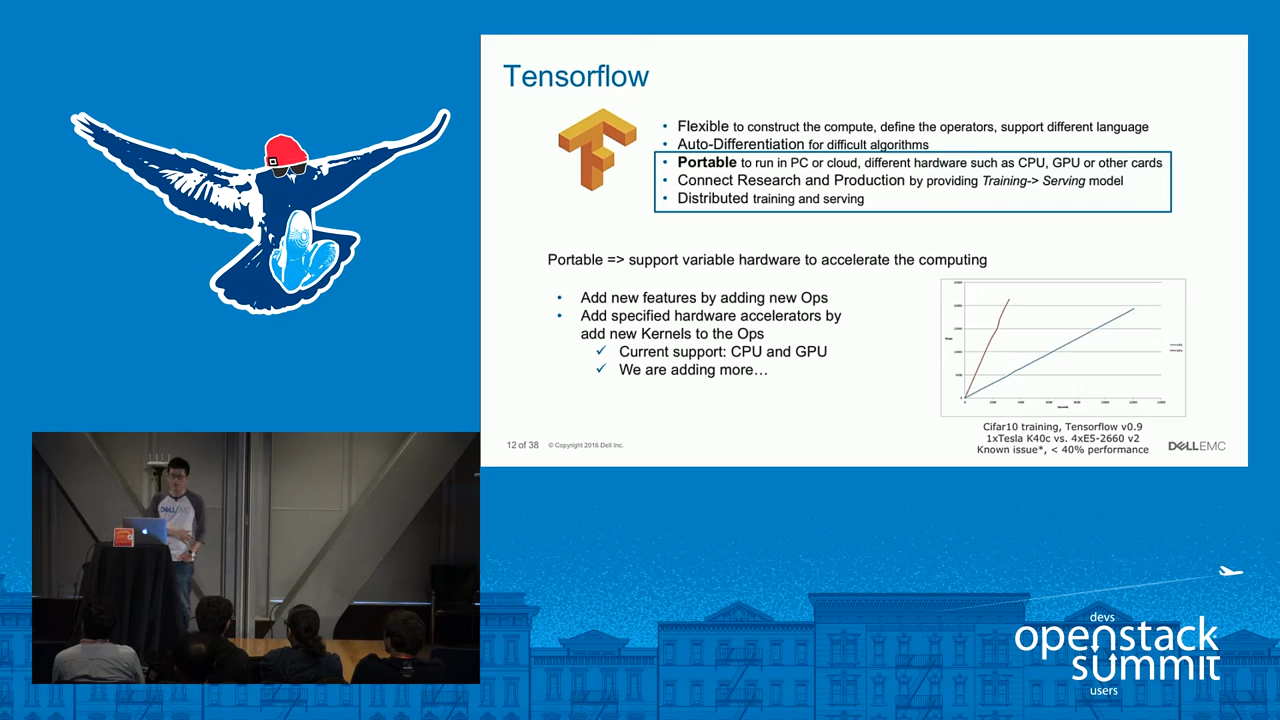 Tensorflow
• Flexible to construct the compute, define the operators, support different language
• Auto-Differentiation for difficult algorithms
• Portable to run in PC or cloud, different hardware such as CPU, GPU or other cards
• Connect Research and Production by providing Training-> Serving model
• Distributed training and serving
Portable => support variable hardware to accelerate the computing
• Add new features by adding new Ops
• Add specified hardware accelerators by
add new Kernels to the Ops
✓ Current support: CPU and GPU
✓ We are adding more…
Cifar10 training, Tensorflow v0.9
1xTesla K40c vs. 4xE5-2660 v2
Known issue*, < 40% performance
12 of 38 © Copyright 2016 Dell Inc.
DELLEMC
DELLEMC
devs
openstack
summit
users